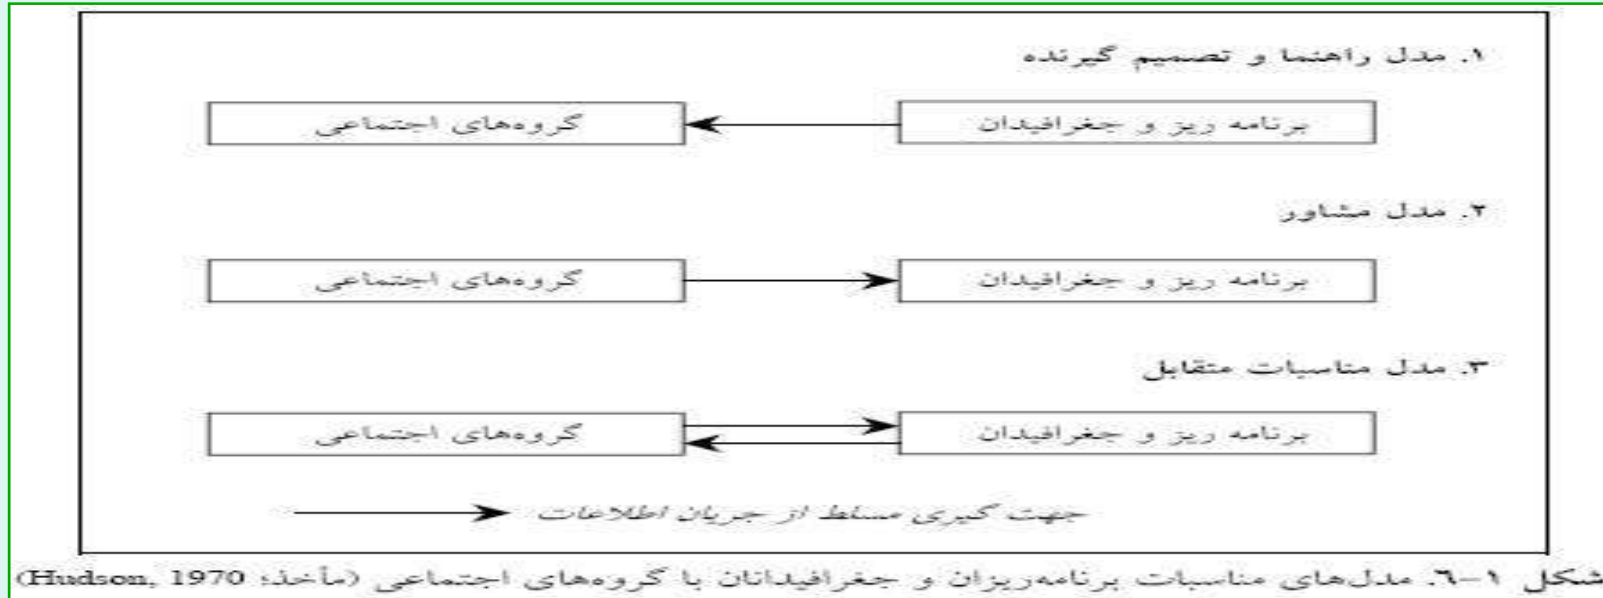 ۱. مدل راهنما و تصمیم گیرنده
برنامه ریز و جغرافیدان
گروه‌های اجتماعی
۲. مدل مشاور
برنامه ریز و جغرافیدان
گروه‌های اجتماعی
۳. مدل مناسبات متقابل
برنامه ریز و جغرافیدان
گروه‌های اجتماعی
جهت گیری مسلط از جریان اطلاعات
شکل ۱-۶. مدل‌های مناسبات برنامه‌ریزان و جغرافیدانان با گروه‌های اجتماعی (مأخذ: Hudson, 1970)